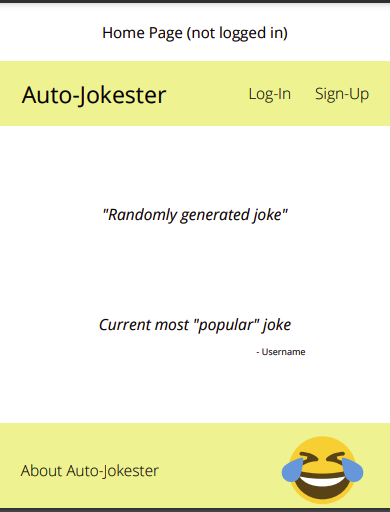 Home Page (not logged in)
Auto-Jokester Log-In Sign-Up
"Randomly generated joke"
Current most "popular" joke
- Username
About Auto-Jokester